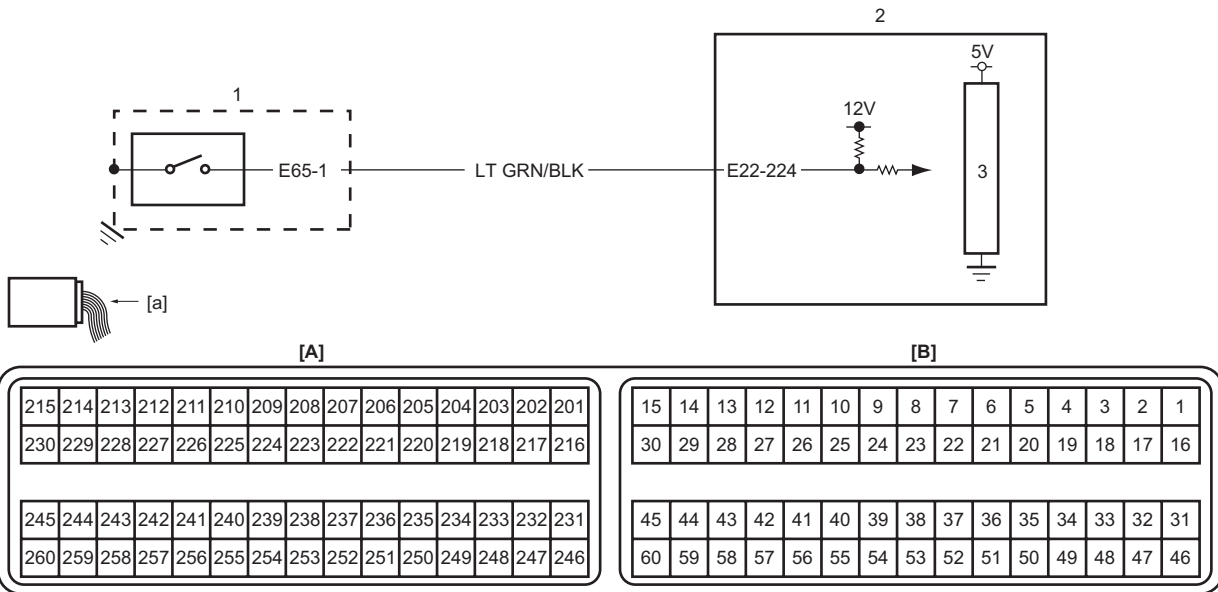 2
5V
1
12V
E65-1 LT GRN/BLK E22-224 3
[a]
[A] [B]
215 214 213 212 211 210 209 208 207 206 205 204 203 202 201 15 14 13 12 11 10 9 8 7 6 5 4 3 2 1
230 229 228 227 226 225 224 223 222 221 220 219 218 217 216 30 29 28 27 26 25 24 23 22 21 20 19 18 17 16
245 244 243 242 241 240 239 238 237 236 235 234 233 232 231 45 44 43 42 41 40 39 38 37 36 35 34 33 32 31
260 259 258 257 256 255 254 253 252 251 250 249 248 247 246 60 59 58 57 56 55 54 53 52 51 50 49 48 47 46